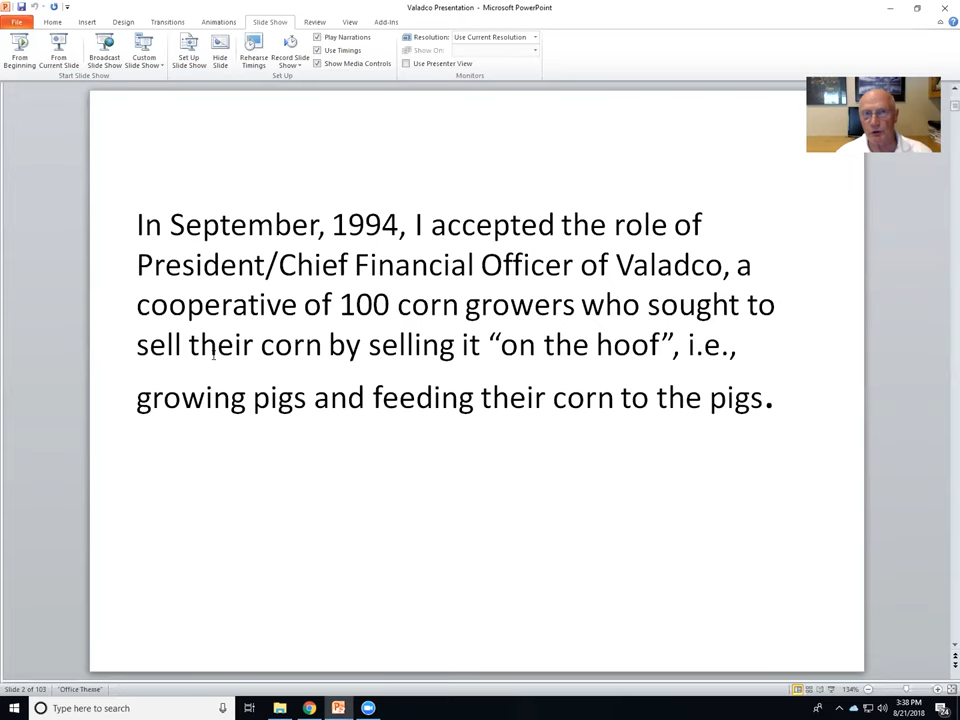 Valadco Presentation - Microsoft PowerPoint
File Home Insert Design Transitions Animations Slide Show Review View Add-Ins
From Beginning
From Current Slide
Broadcast Slide Show
Custom Slide Show
Set Up Slide Show
Hide Slide
Rehearse Timings
Record Slide Show
Play Narrations
Use Timings
Show Media Controls
Resolution: Use Current Resolution
Show On:
Use Presenter View
Start Slide Show Set Up Monitors
In September, 1994, I accepted the role of
President/Chief Financial Officer of Valadco, a
cooperative of 100 corn growers who sought to
sell their corn by selling it “on the hoof”, i.e.,
growing pigs and feeding their corn to the pigs.
Slide 2 of 103 "Office Theme" 134%
Type here to search
3:38 PM
8/21/2018
24